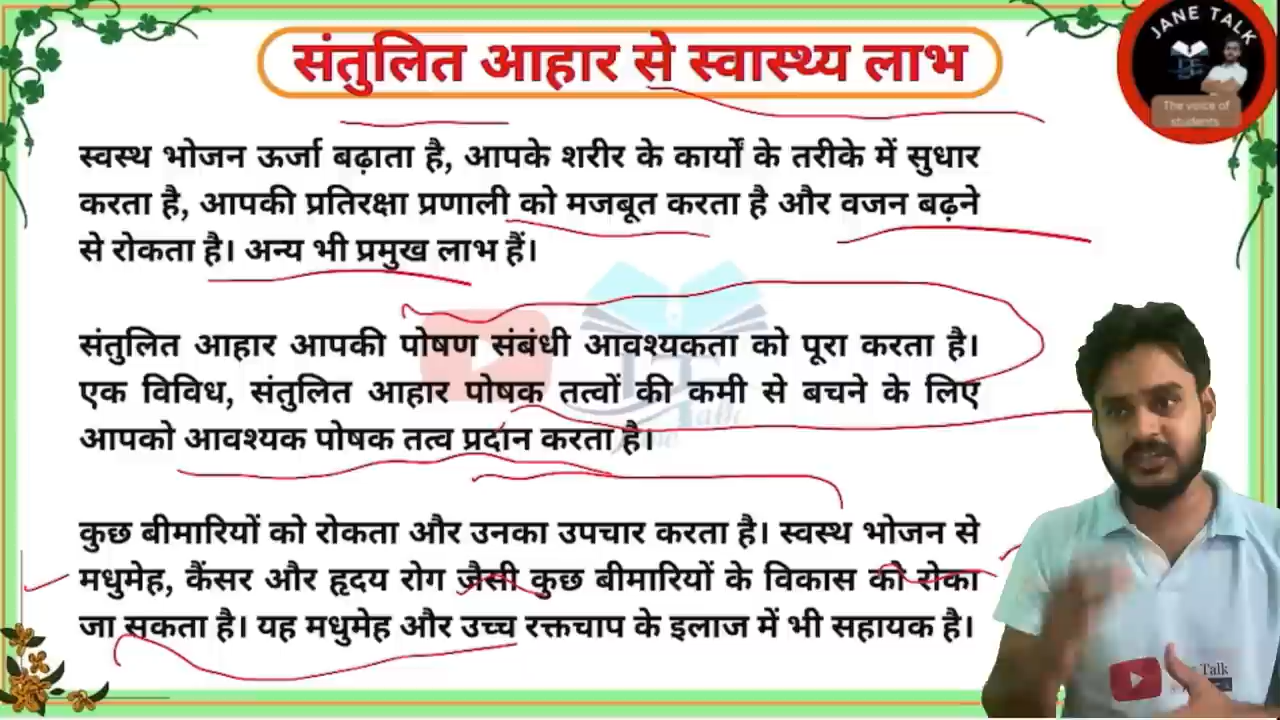 संतुलित आहार से स्वास्थ्य लाभ
JANE TALK
The voice of
students
स्वस्थ भोजन ऊर्जा बढ़ाता है, आपके शरीर के कार्यों के तरीके में सुधार
करता है, आपकी प्रतिरक्षा प्रणाली को मजबूत करता है और वजन बढ़ने
से रोकता है। अन्य भी प्रमुख लाभ हैं।
संतुलित आहार आपकी पोषण संबंधी आवश्यकता को पूरा करता है।
एक विविध, संतुलित आहार पोषक तत्वों की कमी से बचने के लिए
आपको आवश्यक पोषक तत्व प्रदान करता है।
कुछ बीमारियों को रोकता और उनका उपचार करता है। स्वस्थ भोजन से
मधुमेह, कैंसर और हृदय रोग जैसी कुछ बीमारियों के विकास को रोका
जा सकता है। यह मधुमेह और उच्च रक्तचाप के इलाज में भी सहायक है।
Talk